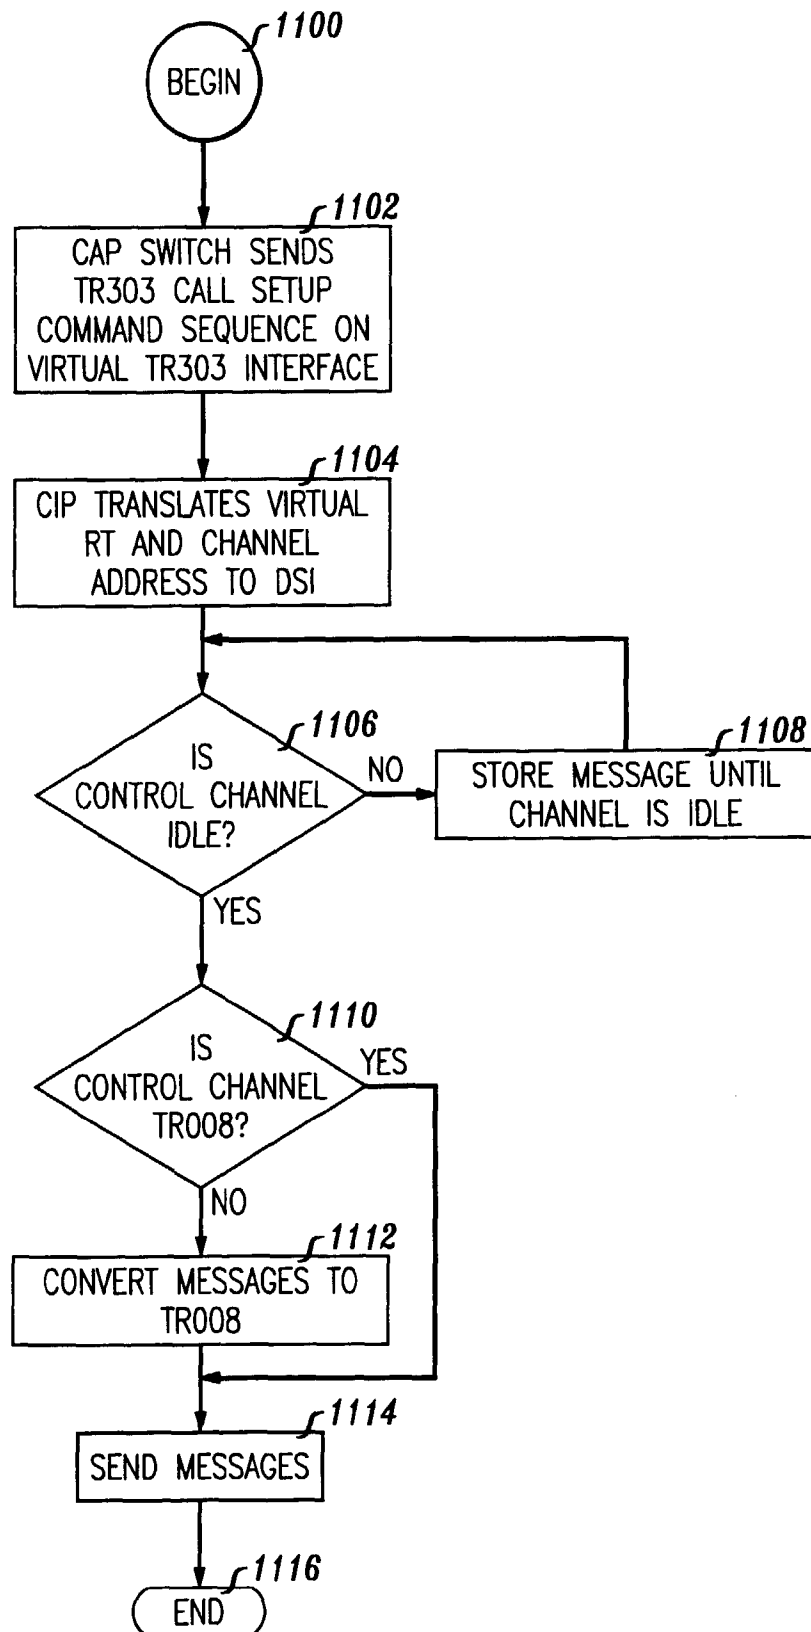 1100
BEGIN
1102
CAP SWITCH SENDS
TR303 CALL SETUP
COMMAND SEQUENCE ON
VIRTUAL TR303 INTERFACE
1104
CIP TRANSLATES VIRTUAL
RT AND CHANNEL
ADDRESS TO DSI
1106
IS
CONTROL CHANNEL
IDLE?
NO
1108
STORE MESSAGE UNTIL
CHANNEL IS IDLE
YES
1110
IS
CONTROL CHANNEL
TR008?
YES
NO
1112
CONVERT MESSAGES TO
TR008
1114
SEND MESSAGES
1116
END